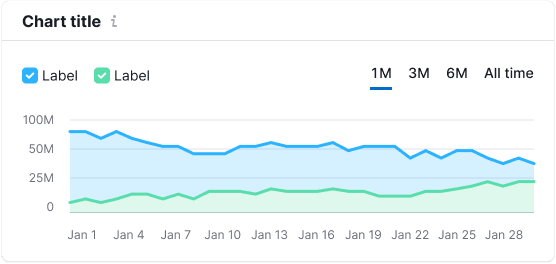 Chart title i
Label Label 1M 3M 6M All time
100M
50M
25M
0
Jan 1 Jan 4 Jan 7 Jan 10 Jan 13 Jan 16 Jan 19 Jan 22 Jan 25 Jan 28